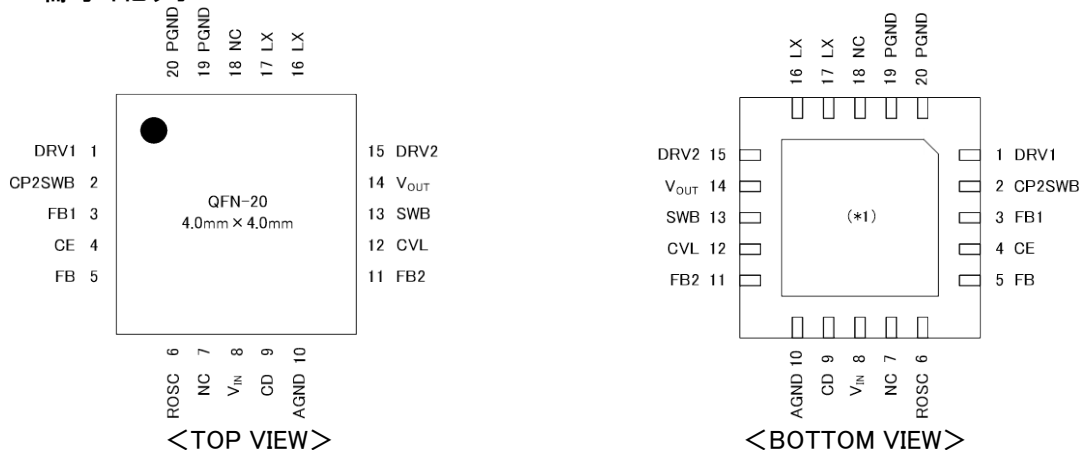 20 PGND
19 PGND
18 NC
17 LX
16 LX
DRV1 1
CP2SWB 2
FB1 3
CE 4
FB 5
QFN-20
4.0mm×4.0mm
15 DRV2
14 VOUT
13 SWB
12 CVL
11 FB2
ROSC 6
NC 7
VIN 8
CD 9
AGND 10
<TOP VIEW>
16 LX
17 LX
18 NC
19 PGND
20 PGND
DRV2 15
VOUT 14
SWB 13
CVL 12
FB2 11
(*1)
1 DRV1
2 CP2SWB
3 FB1
4 CE
5 FB
AGND 10
CD 9
VIN 8
NC 7
ROSC 6
<BOTTOM VIEW>